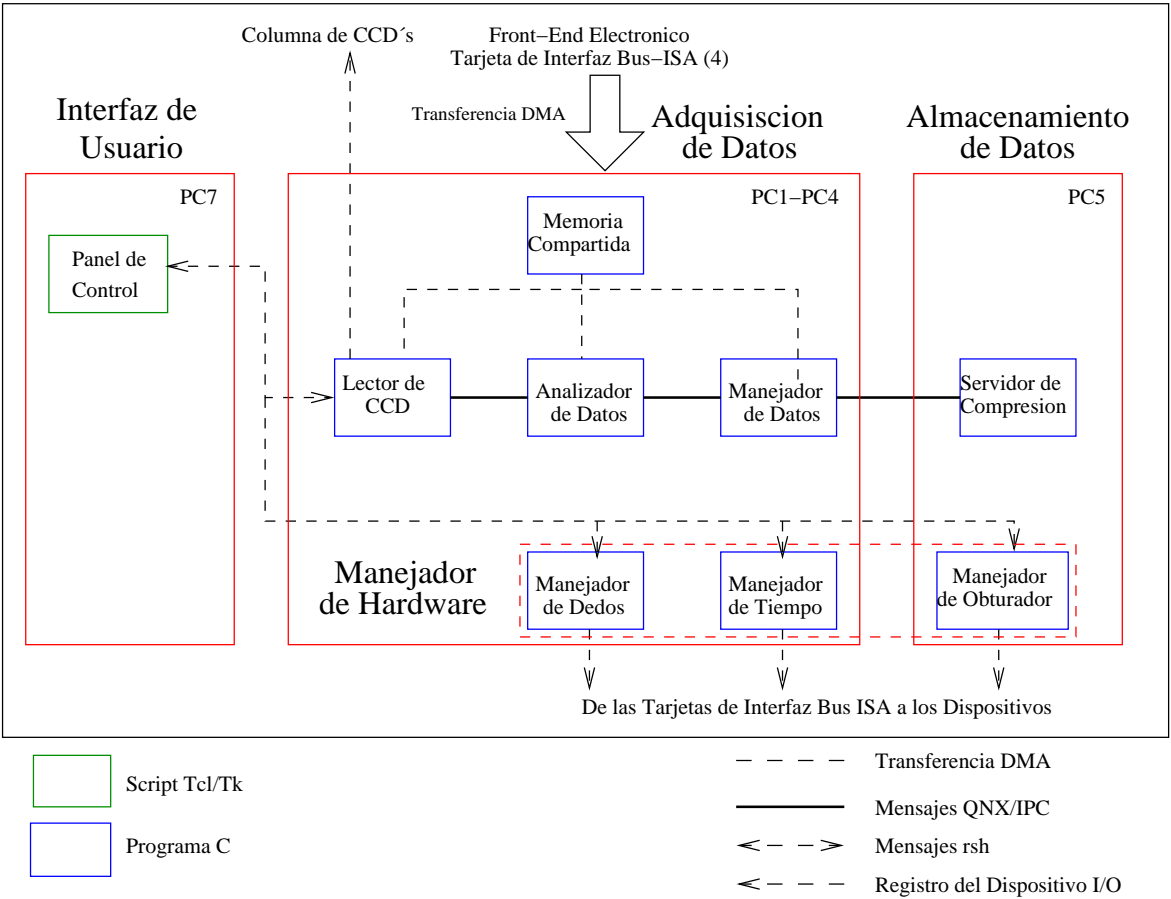 Columna de CCD´s
Front−End Electronico
Tarjeta de Interfaz Bus−ISA (4)
Transferencia DMA
Interfaz de
Usuario
Adquisiscion
de Datos
Almacenamiento
de Datos
PC7
PC1−PC4
PC5
Panel de
Control
Memoria
Compartida
Lector de
CCD
Analizador
de Datos
Manejador
de Datos
Servidor de
Compresion
Manejador
de Hardware
Manejador
de Dedos
Manejador
de Tiempo
Manejador
de Obturador
De las Tarjetas de Interfaz Bus ISA a los Dispositivos
Script Tcl/Tk
Programa C
Transferencia DMA
Mensajes QNX/IPC
Mensajes rsh
Registro del Dispositivo I/O